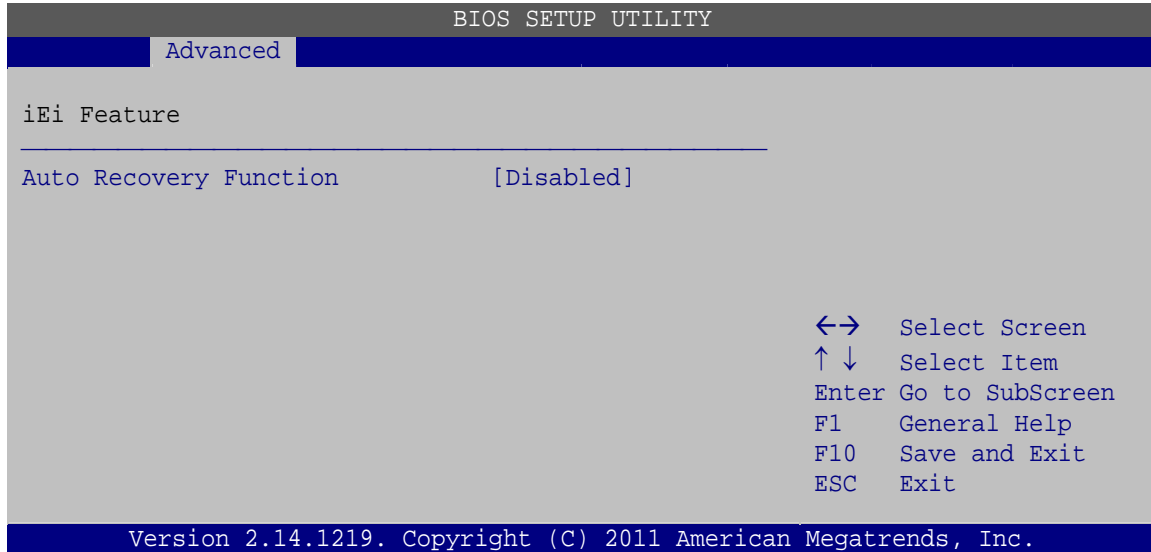 BIOS SETUP UTILITY
Advanced
iEi Feature
Auto Recovery Function [Disabled]
←→ Select Screen
↑ ↓ Select Item
Enter Go to SubScreen
F1 General Help
F10 Save and Exit
ESC Exit
Version 2.14.1219. Copyright (C) 2011 American Megatrends, Inc.